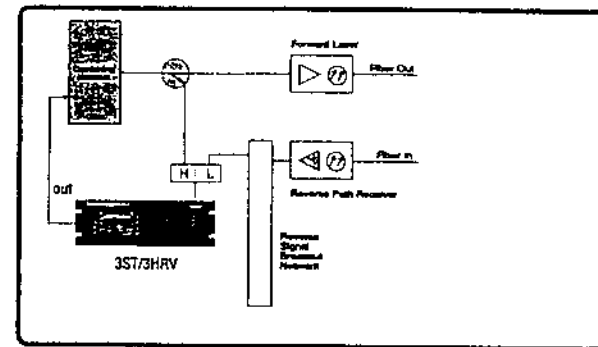 Forward Laser
Fiber Out
Fiber In
H L
Reverse Path Receiver
out
Reverse
Signal
Network
3ST/3HRV